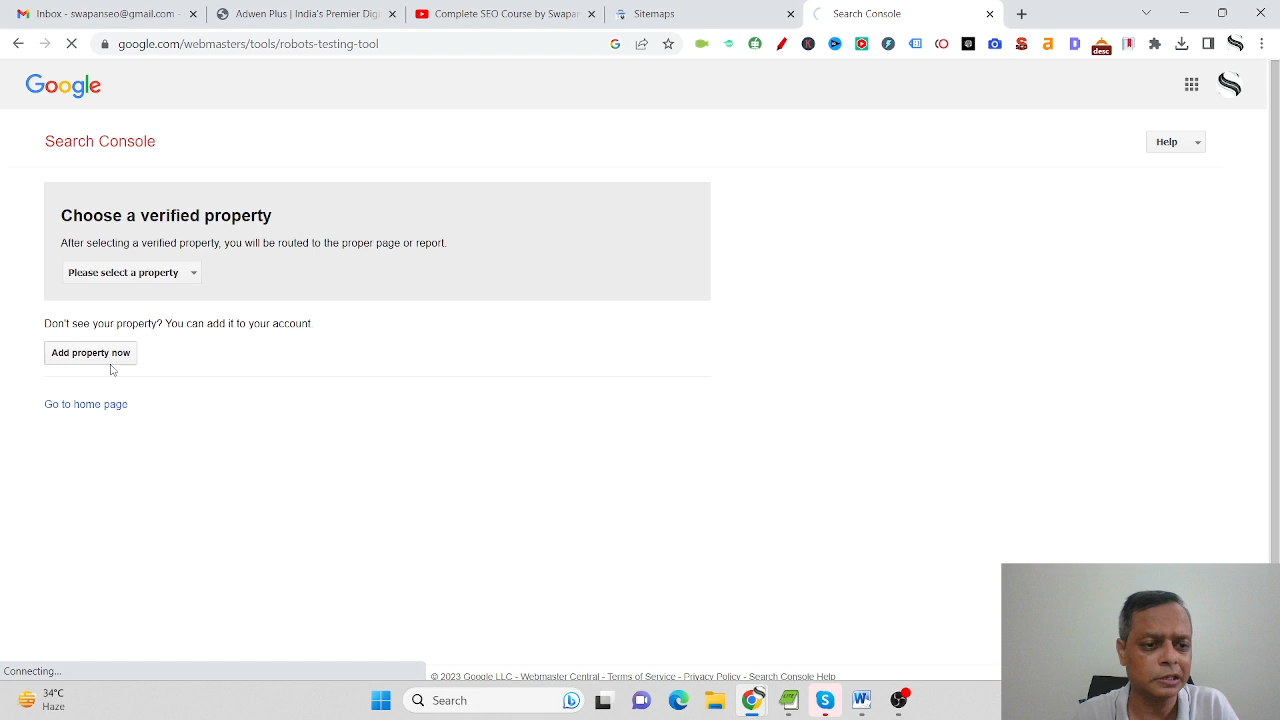 Inbox - swapanseo@gmail.com -
Adwen Plus | India's Premier Digi
Complete SEO Course by Swapan
Sitemaps
Search Console
google.com/webmasters/tools/robots-testing-tool
desc
Google
Search Console
Help
Choose a verified property
After selecting a verified property, you will be routed to the proper page or report.
Please select a property
Don't see your property? You can add it to your account.
Add property now
Go to home page
Connecting...
© 2023 Google LLC - Webmaster Central - Terms of Service - Privacy Policy - Search Console Help
34°C
Haze
Search